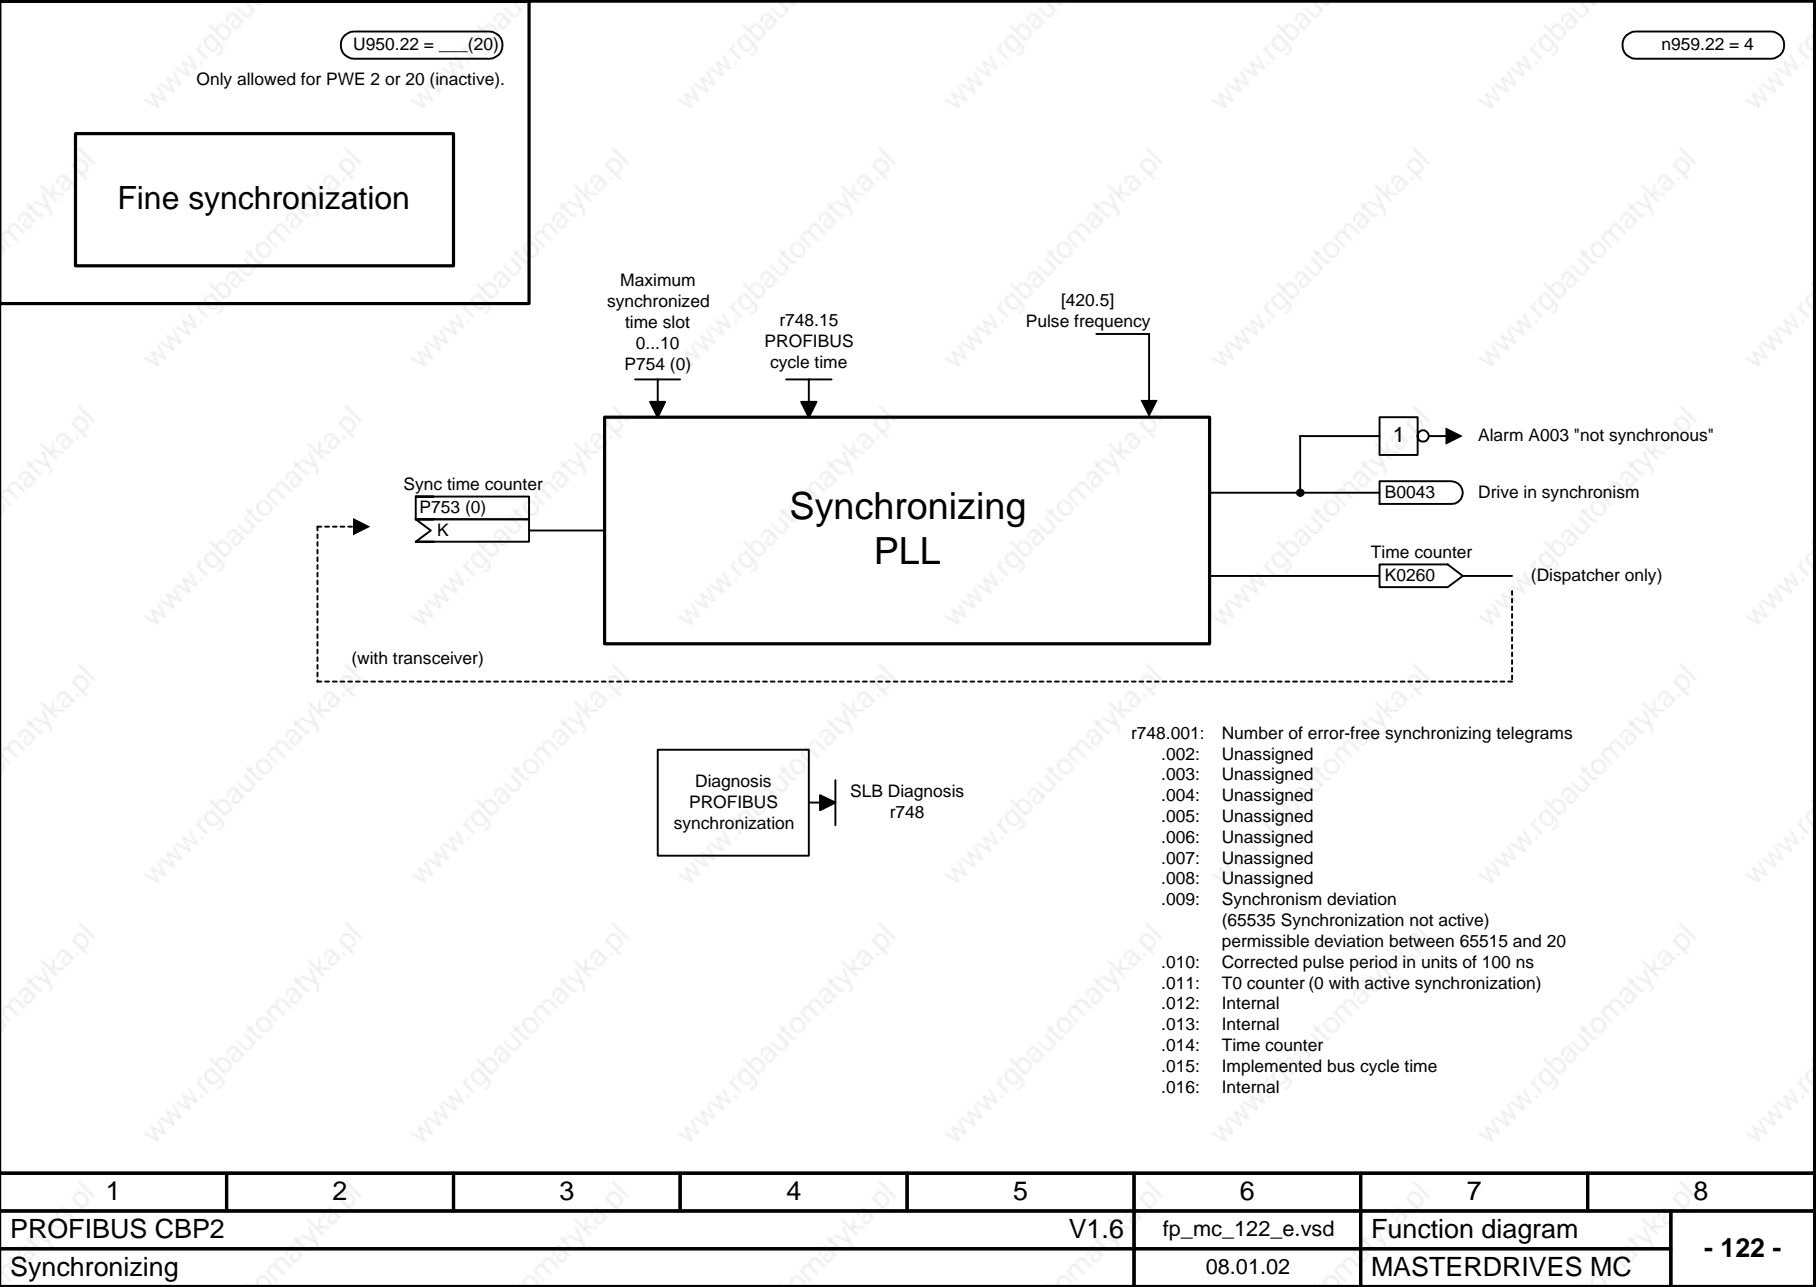 U950.22 = ___(20)
Only allowed for PWE 2 or 20 (inactive).
n959.22 = 4
Fine synchronization
Maximum
synchronized
time slot
0...10
P754 (0)
r748.15
PROFIBUS
cycle time
[420.5]
Pulse frequency
Sync time counter
P753 (0)
K
Synchronizing
PLL
1
Alarm A003 "not synchronous"
B0043
Drive in synchronism
Time counter
K0260
(Dispatcher only)
(with transceiver)
Diagnosis
PROFIBUS
synchronization
SLB Diagnosis
r748
r748.001: Number of error-free synchronizing telegrams
.002: Unassigned
.003: Unassigned
.004: Unassigned
.005: Unassigned
.006: Unassigned
.007: Unassigned
.008: Unassigned
.009: Synchronism deviation
(65535 Synchronization not active)
permissible deviation between 65515 and 20
.010: Corrected pulse period in units of 100 ns
.011: T0 counter (0 with active synchronization)
.012: Internal
.013: Internal
.014: Time counter
.015: Implemented bus cycle time
.016: Internal
1 2 3 4 5 6 7 8
PROFIBUS CBP2 V1.6 fp_mc_122_e.vsd Function diagram
- 122 -
Synchronizing 08.01.02 MASTERDRIVES MC
www.rgbautomatyka.pl